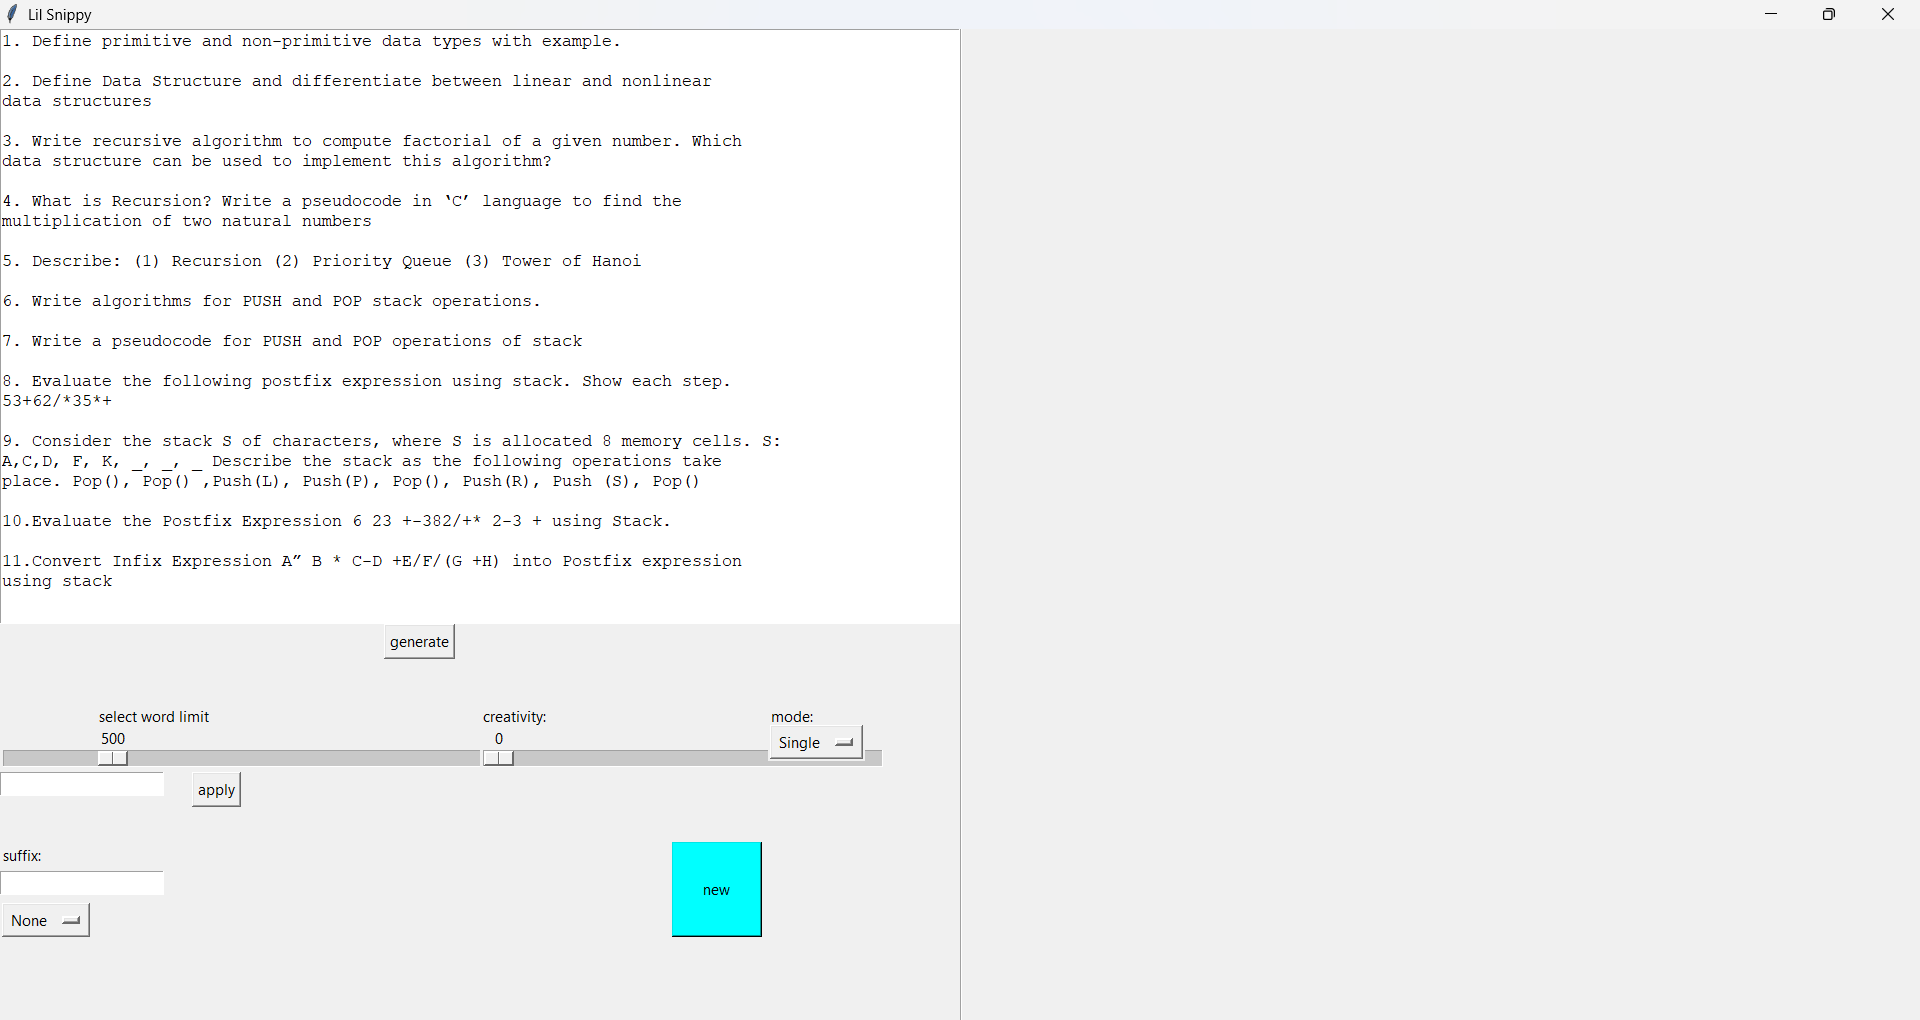 Lil Snippy
1. Define primitive and non-primitive data types with example.
2. Define Data Structure and differentiate between linear and nonlinear
data structures
3. Write recursive algorithm to compute factorial of a given number. Which
data structure can be used to implement this algorithm?
4. What is Recursion? Write a pseudocode in ‘C’ language to find the
multiplication of two natural numbers
5. Describe: (1) Recursion (2) Priority Queue (3) Tower of Hanoi
6. Write algorithms for PUSH and POP stack operations.
7. Write a pseudocode for PUSH and POP operations of stack
8. Evaluate the following postfix expression using stack. Show each step.
53+62/*35*+
9. Consider the stack S of characters, where S is allocated 8 memory cells. S:
A,C,D, F, K, _, _, _ Describe the stack as the following operations take
place. Pop(), Pop() ,Push(L), Push(P), Pop(), Push(R), Push (S), Pop()
10.Evaluate the Postfix Expression 6 23 +-382/+* 2-3 + using Stack.
11.Convert Infix Expression A” B * C-D +E/F/(G +H) into Postfix expression
using stack
generate
select word limit creativity: mode:
500 0 Single
apply
suffix:
new
None